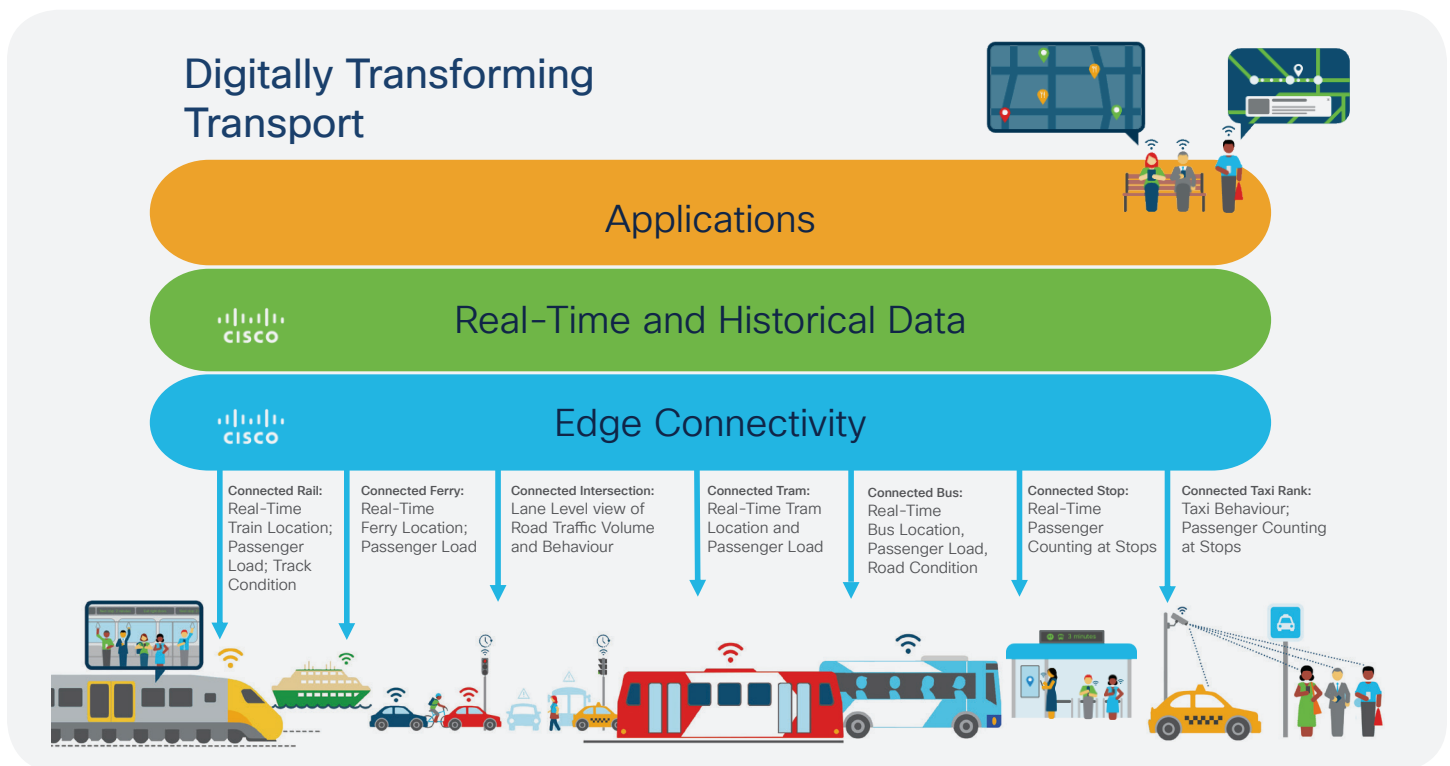 Digitally Transforming
Transport
Applications
CISCO
Real-Time and Historical Data
CISCO
Edge Connectivity
Connected Rail:
Real-Time
Train Location;
Passenger
Load; Track
Condition
Connected Ferry:
Real-Time
Ferry Location;
Passenger Load
Connected Intersection:
Lane Level view of
Road Traffic Volume
and Behaviour
Connected Tram:
Real-Time Tram
Location and
Passenger Load
Connected Bus:
Real-Time
Bus Location,
Passenger Load,
Road Condition
Connected Stop:
Real-Time
Passenger
Counting at Stops
Connected Taxi Rank:
Taxi Behaviour;
Passenger Counting
at Stops
3 minutes